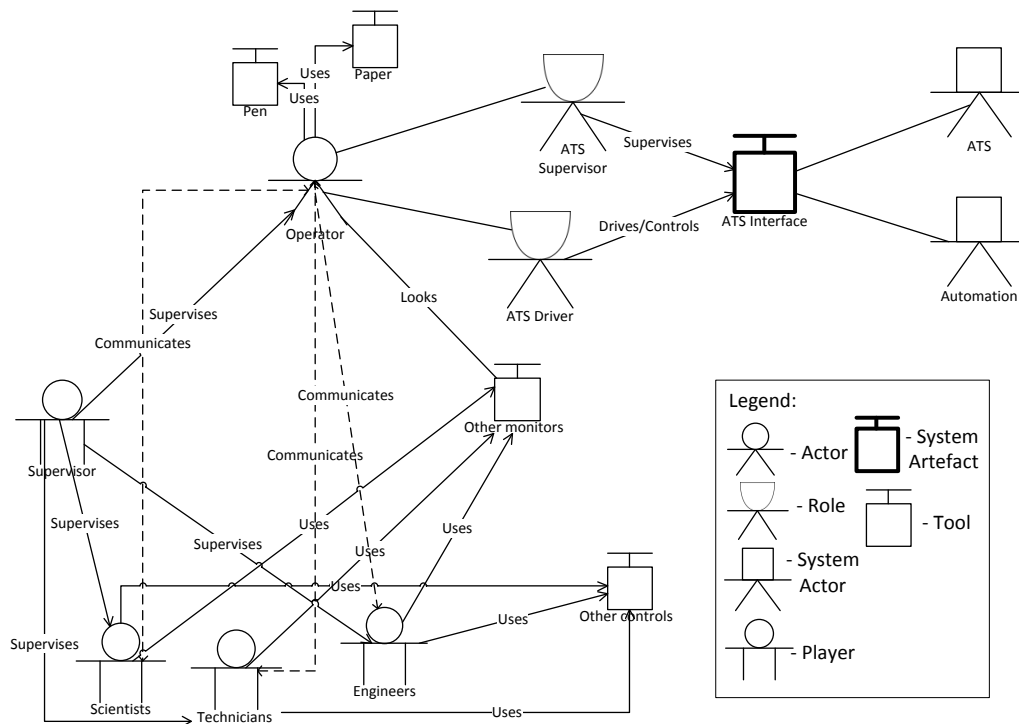 Uses
Paper
Uses
Pen
ATS
Supervisor
Supervises
ATS
Operator
Drives/Controls
ATS Interface
Looks
ATS Driver
Automation
Supervises
Communicates
Communicates
Legend:
- Actor
- System
Artefact
Other monitors
Supervisor
Communicates
- Role
Supervises
Uses
Uses
- Tool
Supervises
Uses
- System
Actor
Uses
Other controls
Uses
Supervises
- Player
Scientists
Technicians
Engineers
Uses